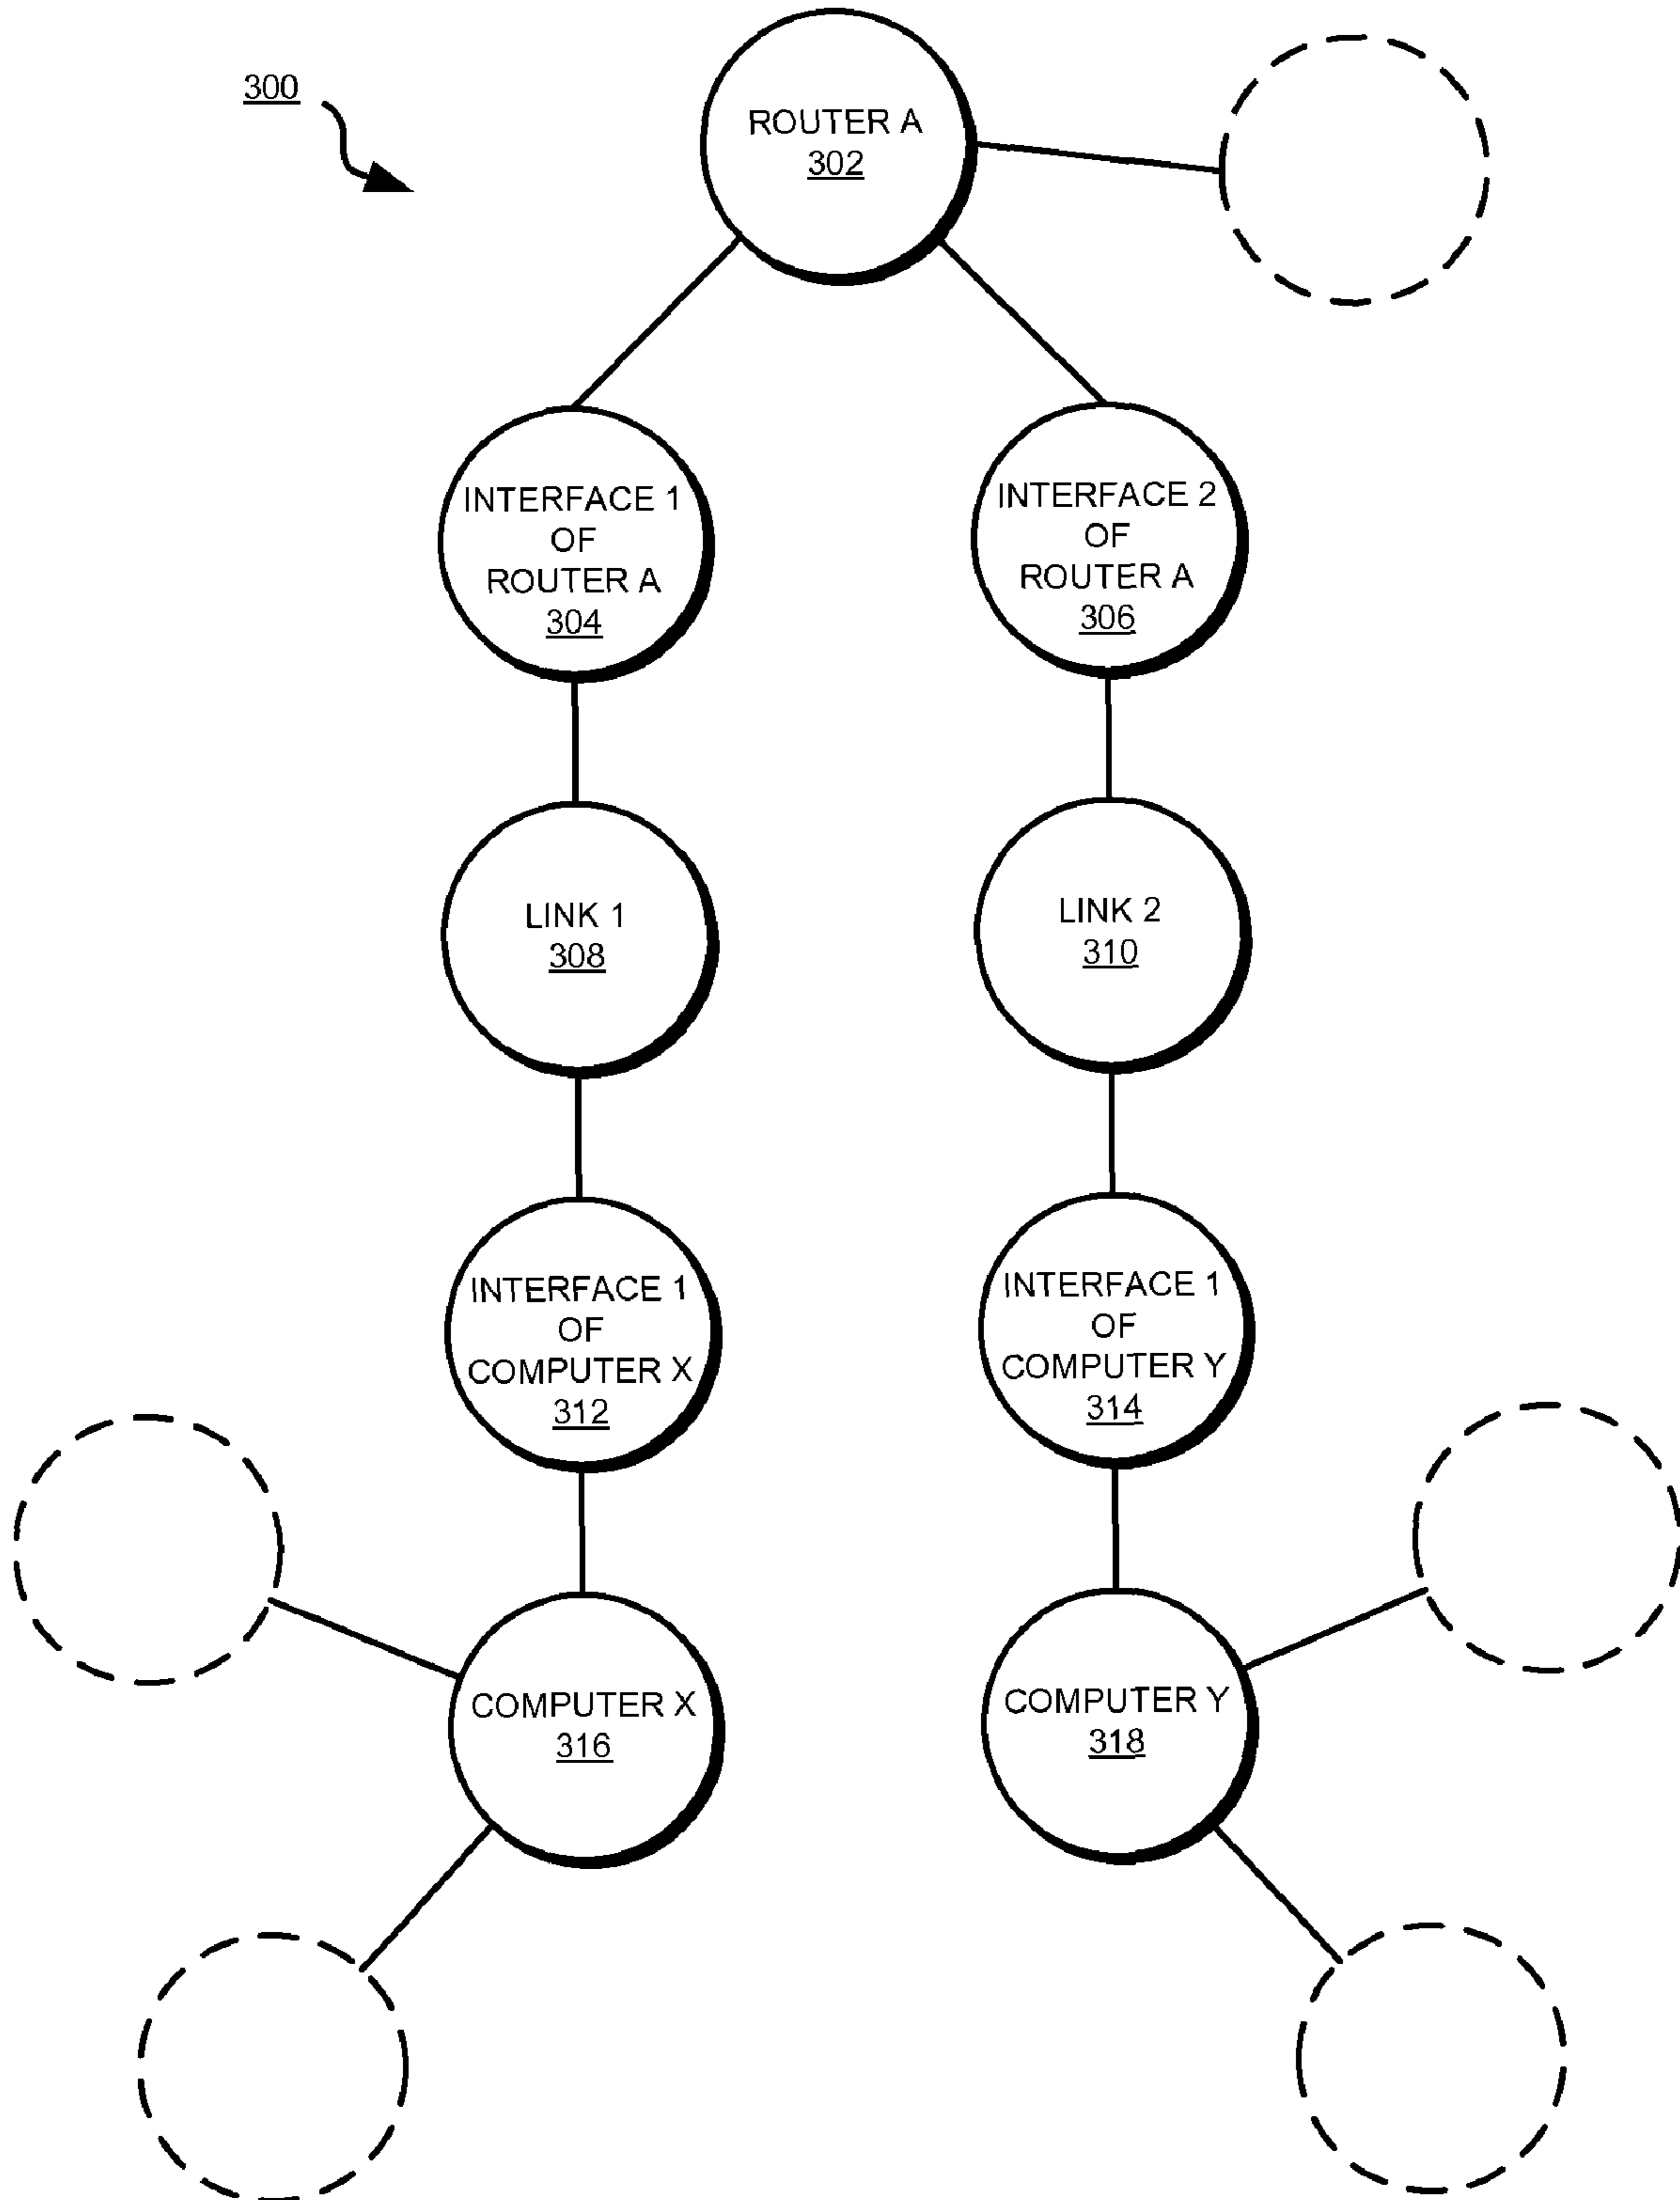 300
ROUTER A
302
INTERFACE 1
OF
ROUTER A
304
INTERFACE 2
OF
ROUTER A
306
LINK 1
308
LINK 2
310
INTERFACE 1
OF
COMPUTER X
312
INTERFACE 1
OF
COMPUTER Y
314
COMPUTER X
316
COMPUTER Y
318